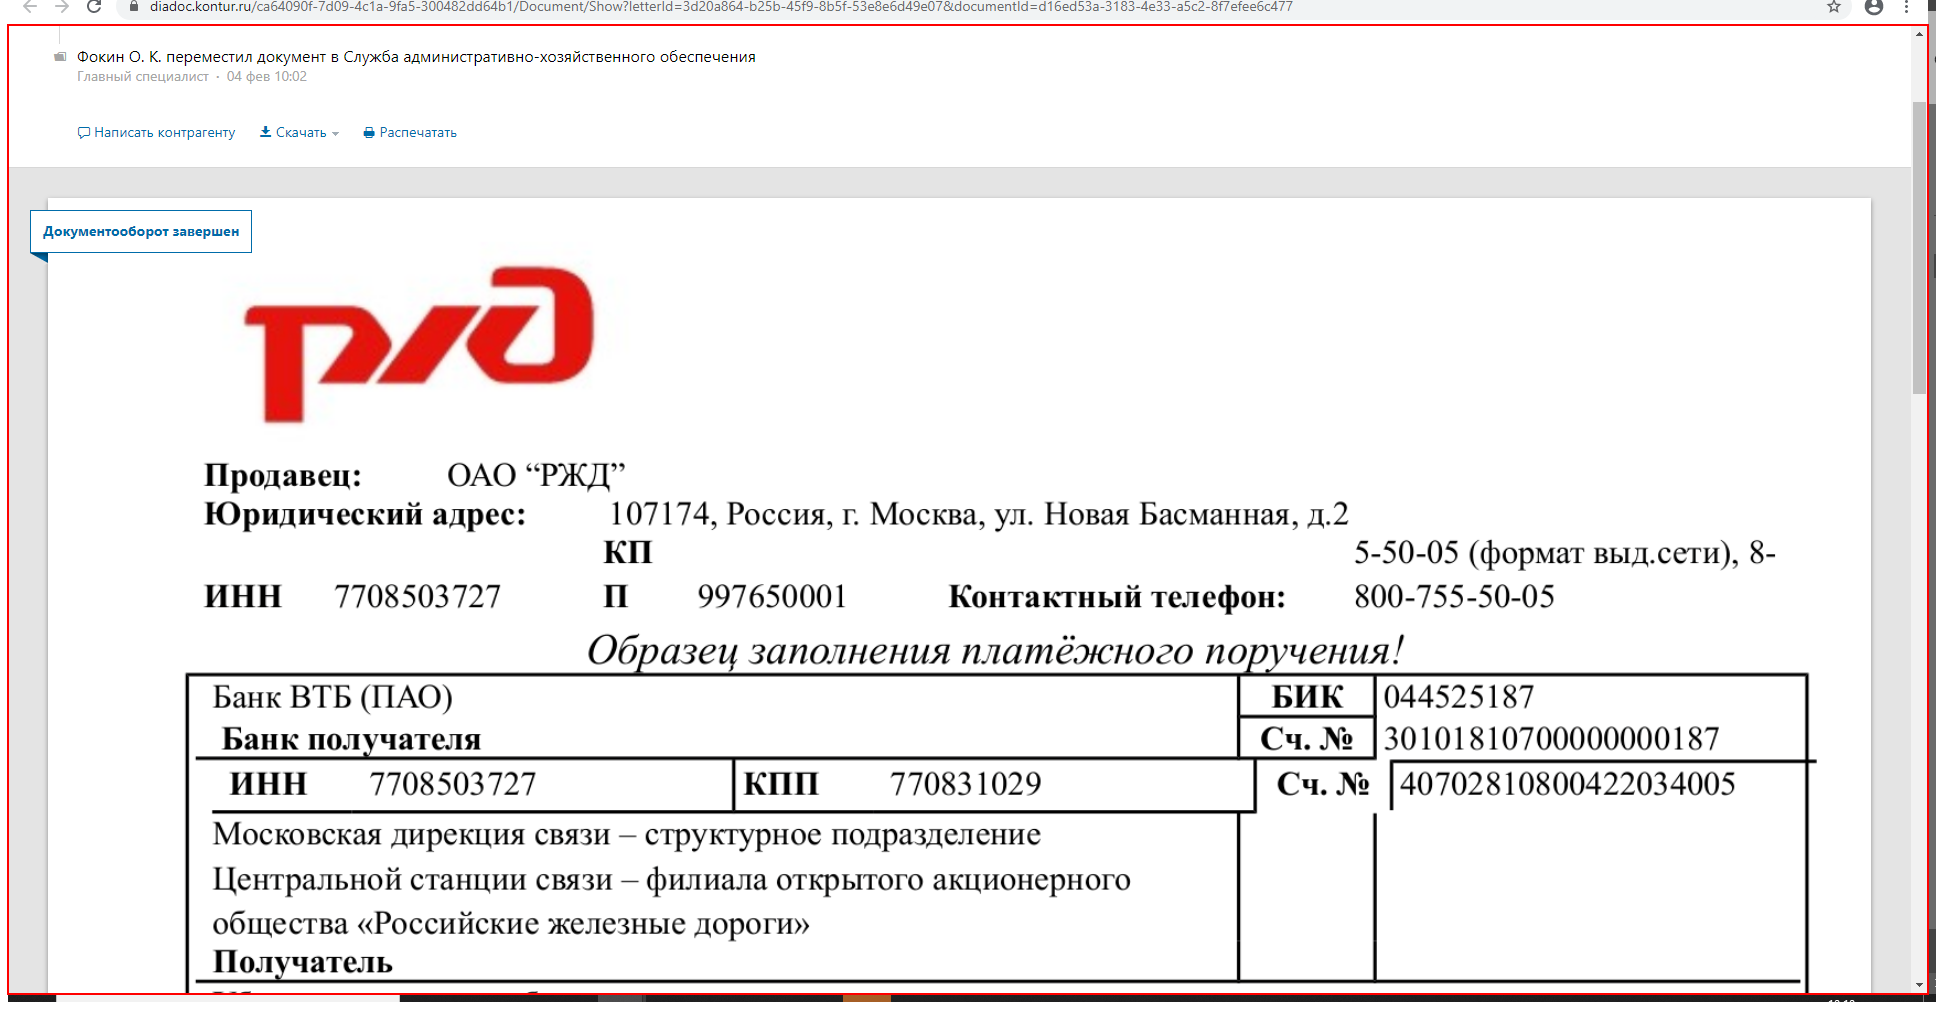 diadoc.kontur.ru/ca64090f-7d09-4c1a-9fa5-300482dd64b1/Document/Show?letterId=3d20a864-b25b-45f9-8b5f-53e8e6d49e07&documentId=d16ed53a-3183-4e33-a5c2-8f7efee6c477
Фокин О. К. переместил документ в Служба административно-хозяйственного обеспечения
Главный специалист · 04 фев 10:02
Написать контрагенту Скачать Распечатать
Документооборот завершен
РЖД
Продавец: ОАО “РЖД”
Юридический адрес: 107174, Россия, г. Москва, ул. Новая Басманная, д.2
КП 5-50-05 (формат выд.сети), 8-
ИНН 7708503727 П 997650001 Контактный телефон: 800-755-50-05
Образец заполнения платёжного поручения!
Банк ВТБ (ПАО) БИК 044525187
Банк получателя Сч. № 30101810700000000187
ИНН 7708503727 КПП 770831029 Сч. № 40702810800422034005
Московская дирекция связи – структурное подразделение
Центральной станции связи – филиала открытого акционерного
общества «Российские железные дороги»
Получатель